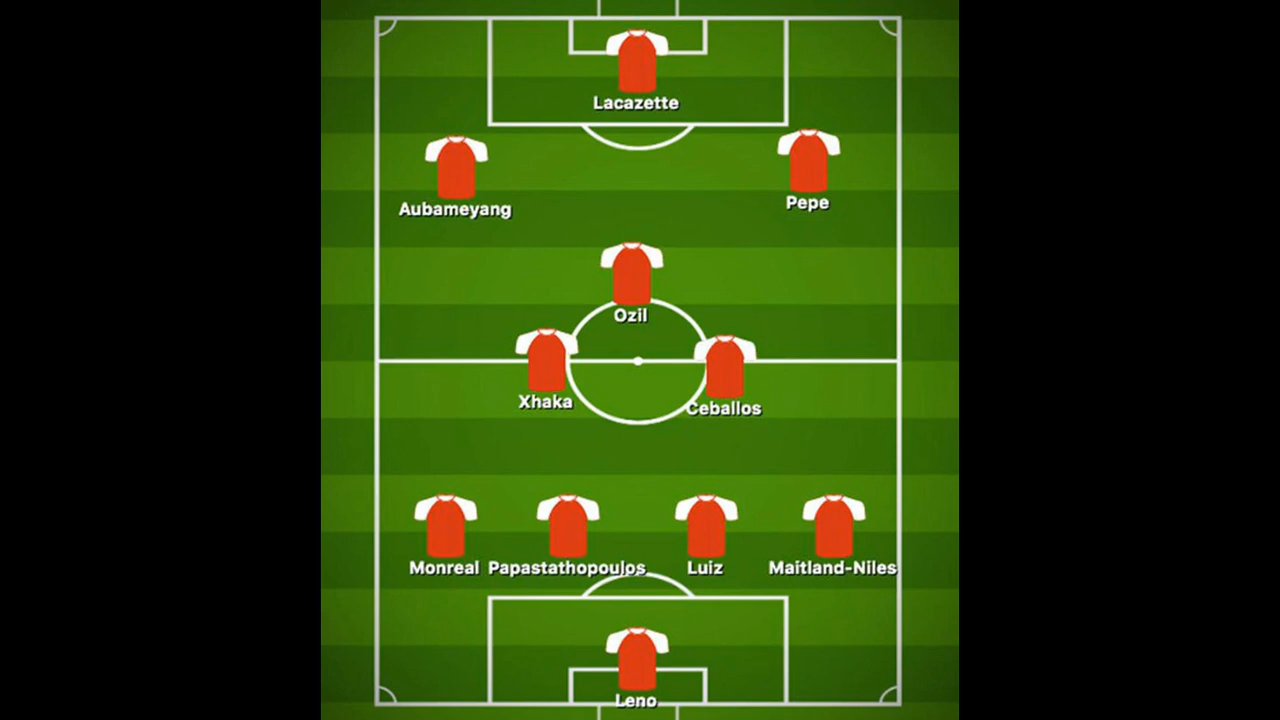 Lacazette
Aubameyang
Pepe
Ozil
Xhaka
Ceballos
Monreal Papastathopoulos Luiz Maitland-Niles
Leno